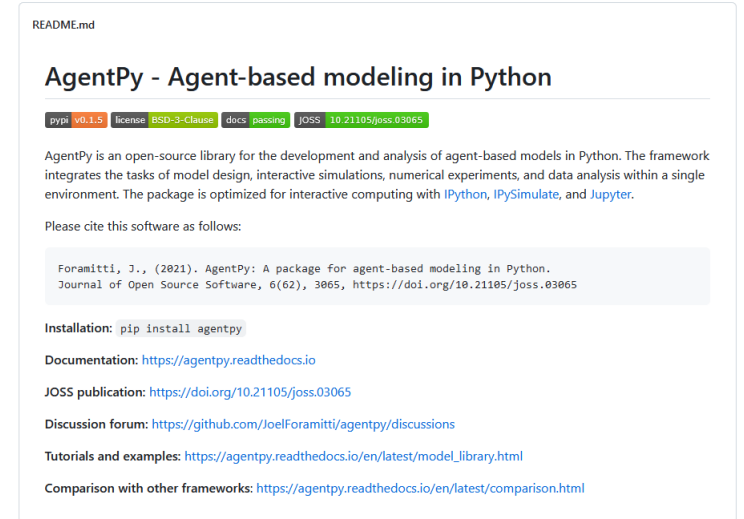 README.md
AgentPy - Agent-based modeling in Python
pypi v0.1.5 license BSD-3-Clause docs passing JOSS 10.21105/joss.03065
AgentPy is an open-source library for the development and analysis of agent-based models in Python. The framework
integrates the tasks of model design, interactive simulations, numerical experiments, and data analysis within a single
environment. The package is optimized for interactive computing with IPython, IPySimulate, and Jupyter.
Please cite this software as follows:
Foramitti, J., (2021). AgentPy: A package for agent-based modeling in Python.
Journal of Open Source Software, 6(62), 3065, https://doi.org/10.21105/joss.03065
Installation: pip install agentpy
Documentation: https://agentpy.readthedocs.io
JOSS publication: https://doi.org/10.21105/joss.03065
Discussion forum: https://github.com/JoelForamitti/agentpy/discussions
Tutorials and examples: https://agentpy.readthedocs.io/en/latest/model_library.html
Comparison with other frameworks: https://agentpy.readthedocs.io/en/latest/comparison.html